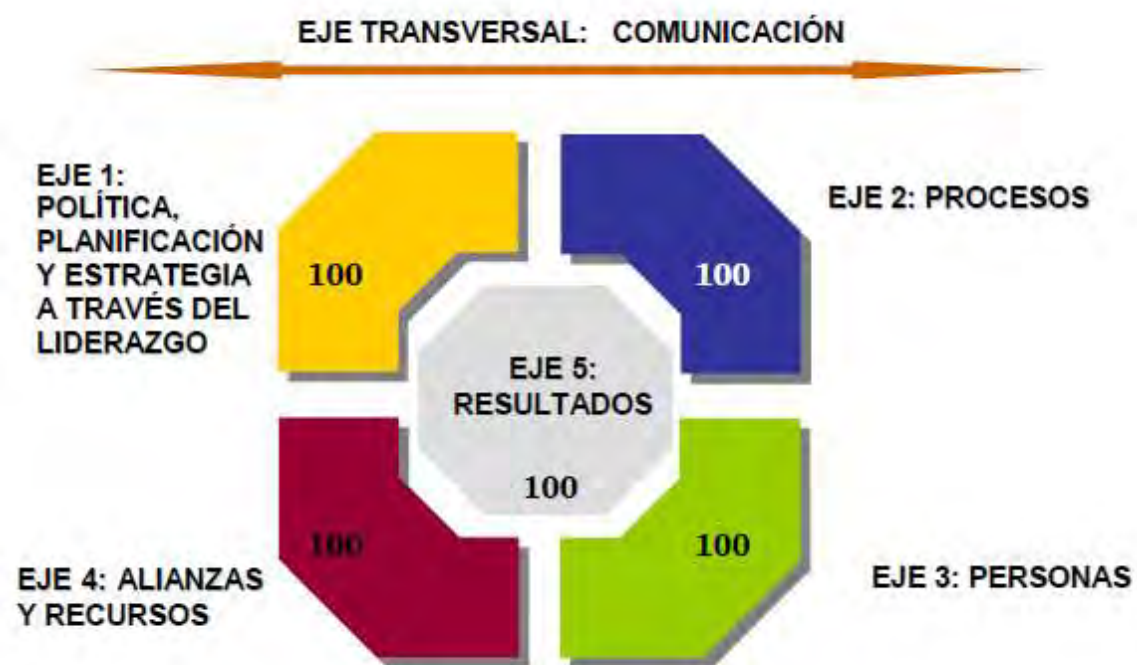 EJE TRANSVERSAL: COMUNICACIÓN
EJE 1:
POLÍTICA,
PLANIFICACIÓN
Y ESTRATEGIA
A TRAVÉS DEL
LIDERAZGO
100
100
EJE 2: PROCESOS
EJE 5:
RESULTADOS
100
EJE 4: ALIANZAS
Y RECURSOS
100
100
EJE 3: PERSONAS